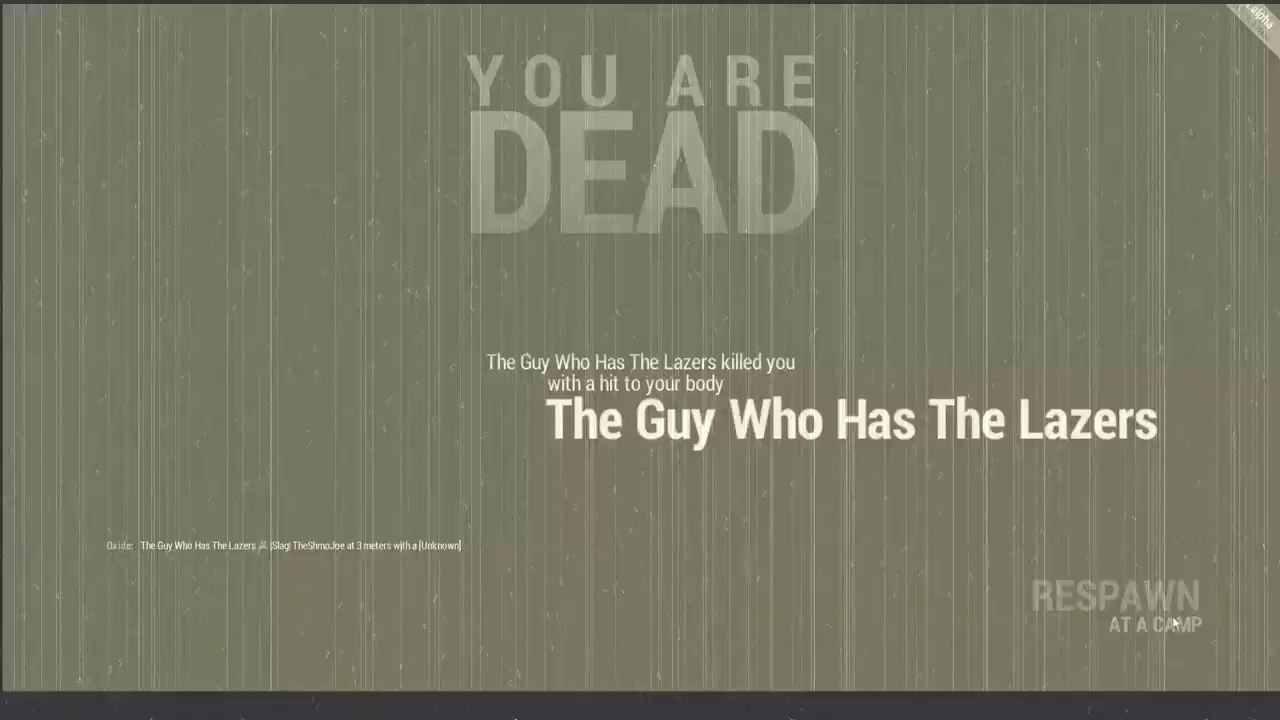 alpha
YOU ARE
DEAD
The Guy Who Has The Lazers killed you
with a hit to your body
The Guy Who Has The Lazers
Oxide: The Guy Who Has The Lazers ☠ [Slag] TheShmoJoe at 3 meters with a [Unknown]
RESPAWN
AT A CAMP